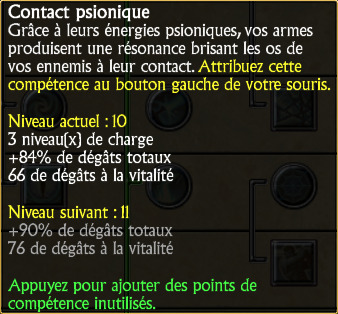 Contact psionique
Grâce à leurs énergies psioniques, vos armes
produisent une résonance brisant les os de
vos ennemis à leur contact. Attribuez cette
compétence au bouton gauche de votre souris.
Niveau actuel : 10
3 niveau(x) de charge
+84% de dégâts totaux
66 de dégâts à la vitalité
Niveau suivant : 11
+90% de dégâts totaux
76 de dégâts à la vitalité
Appuyez pour ajouter des points de
compétence inutilisés.